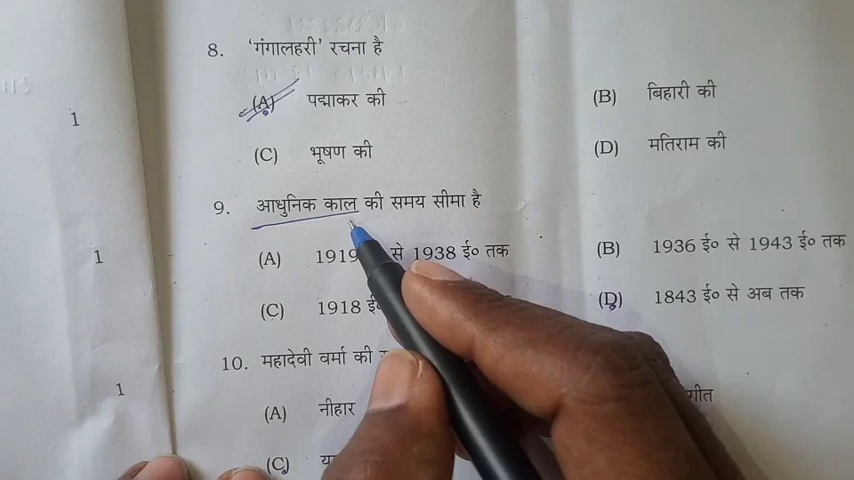 8. 'गंगालहरी' रचना है
(A) पद्माकर की (B) बिहारी की
1
(C) भूषण की (D) मतिराम की
9. आधुनिक काल की समय सीमा है
1
(A) 1919 से 1938 ई० तक (B) 1936 ई० से 1943 ई० तक
(C) 1918 (D) 1843 ई० से अब तक
10. महादेवी वर्मा की
1
(A) नीहार
(C)